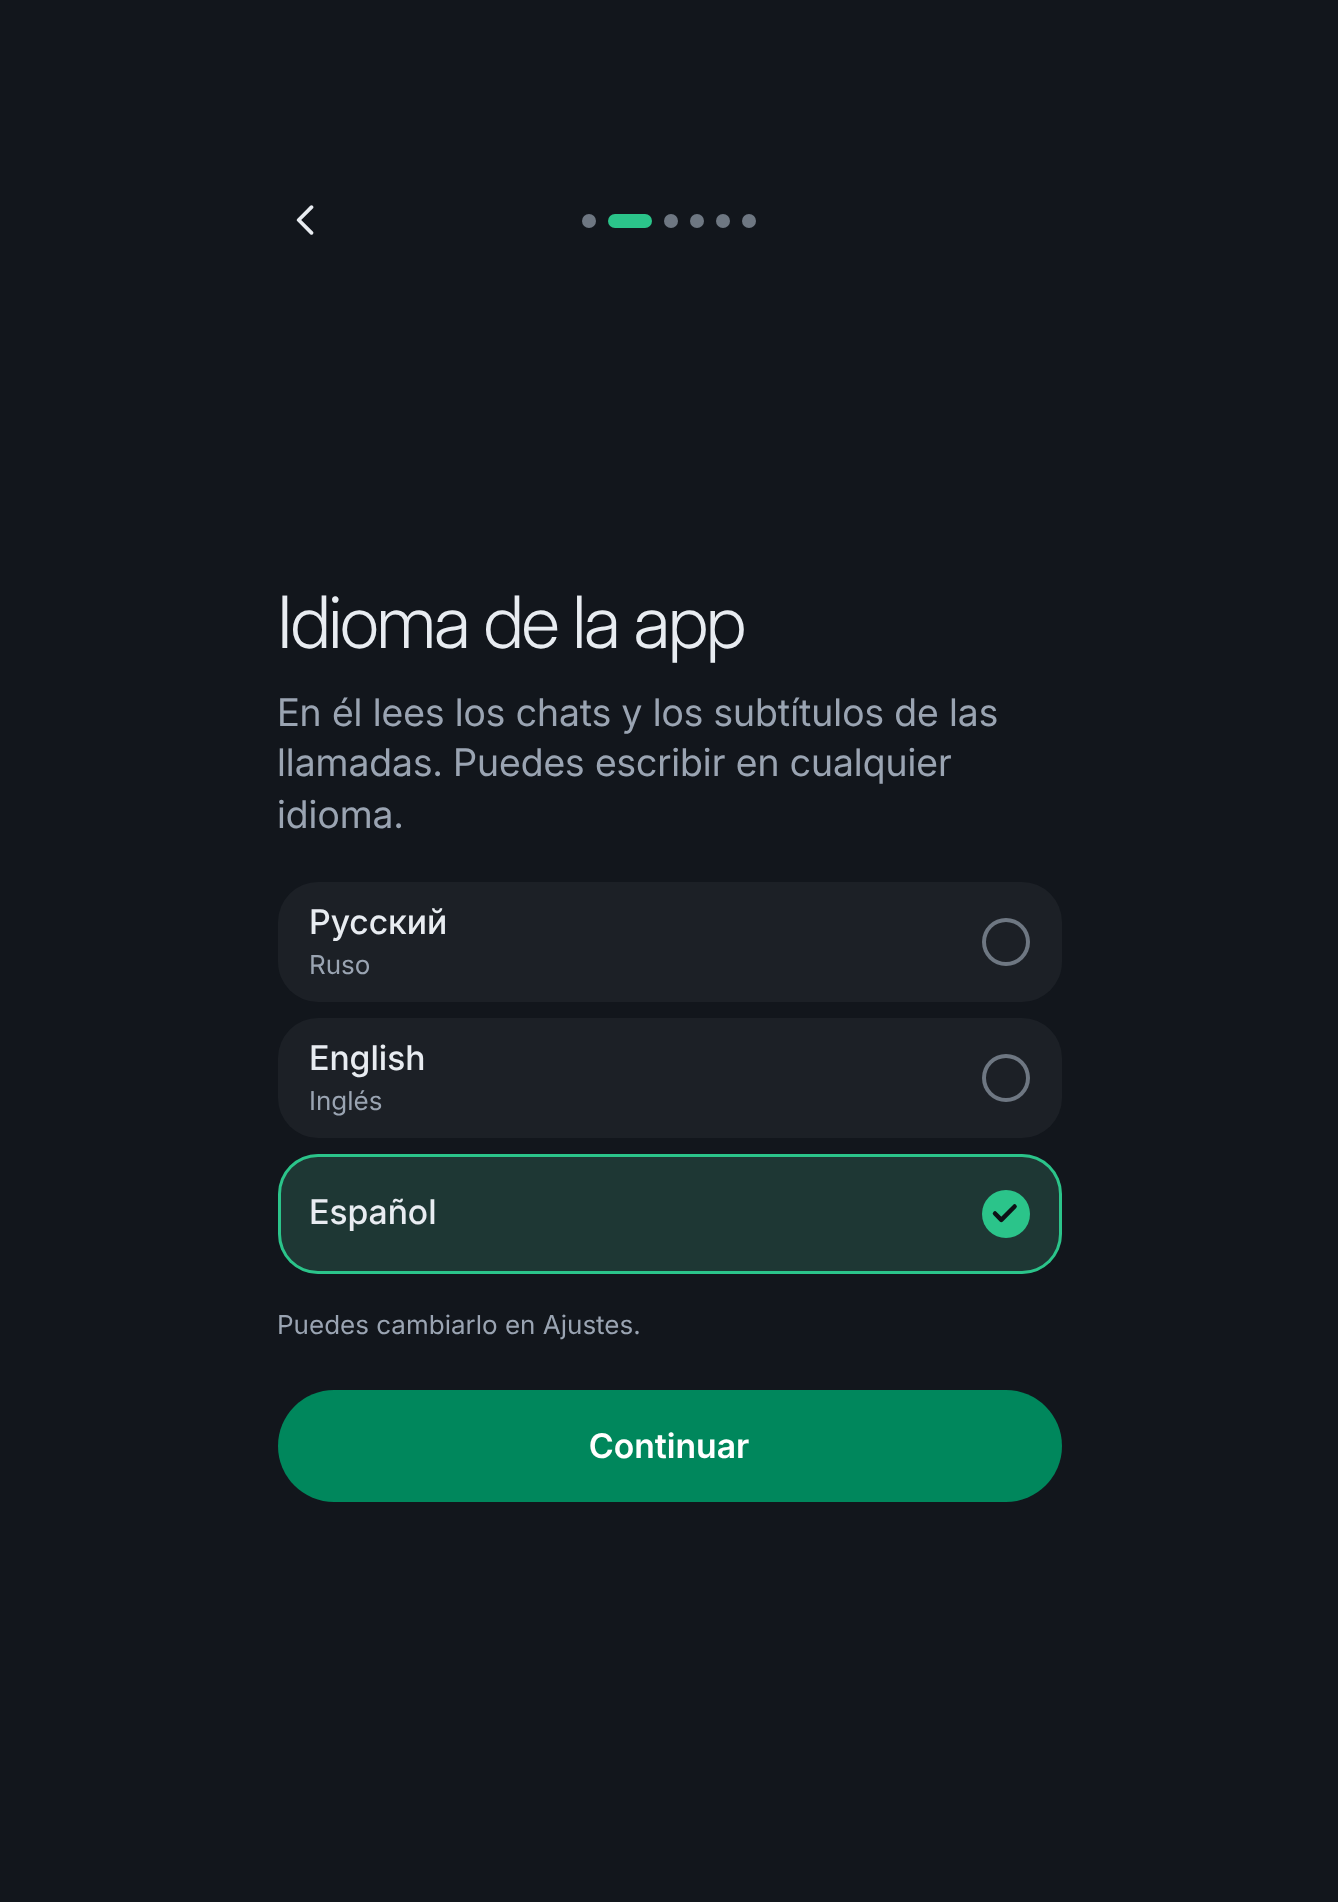 Idioma de la app
En él lees los chats y los subtítulos de las
llamadas. Puedes escribir en cualquier
idioma.
Русский
Ruso
English
Inglés
Español
Puedes cambiarlo en Ajustes.
Continuar